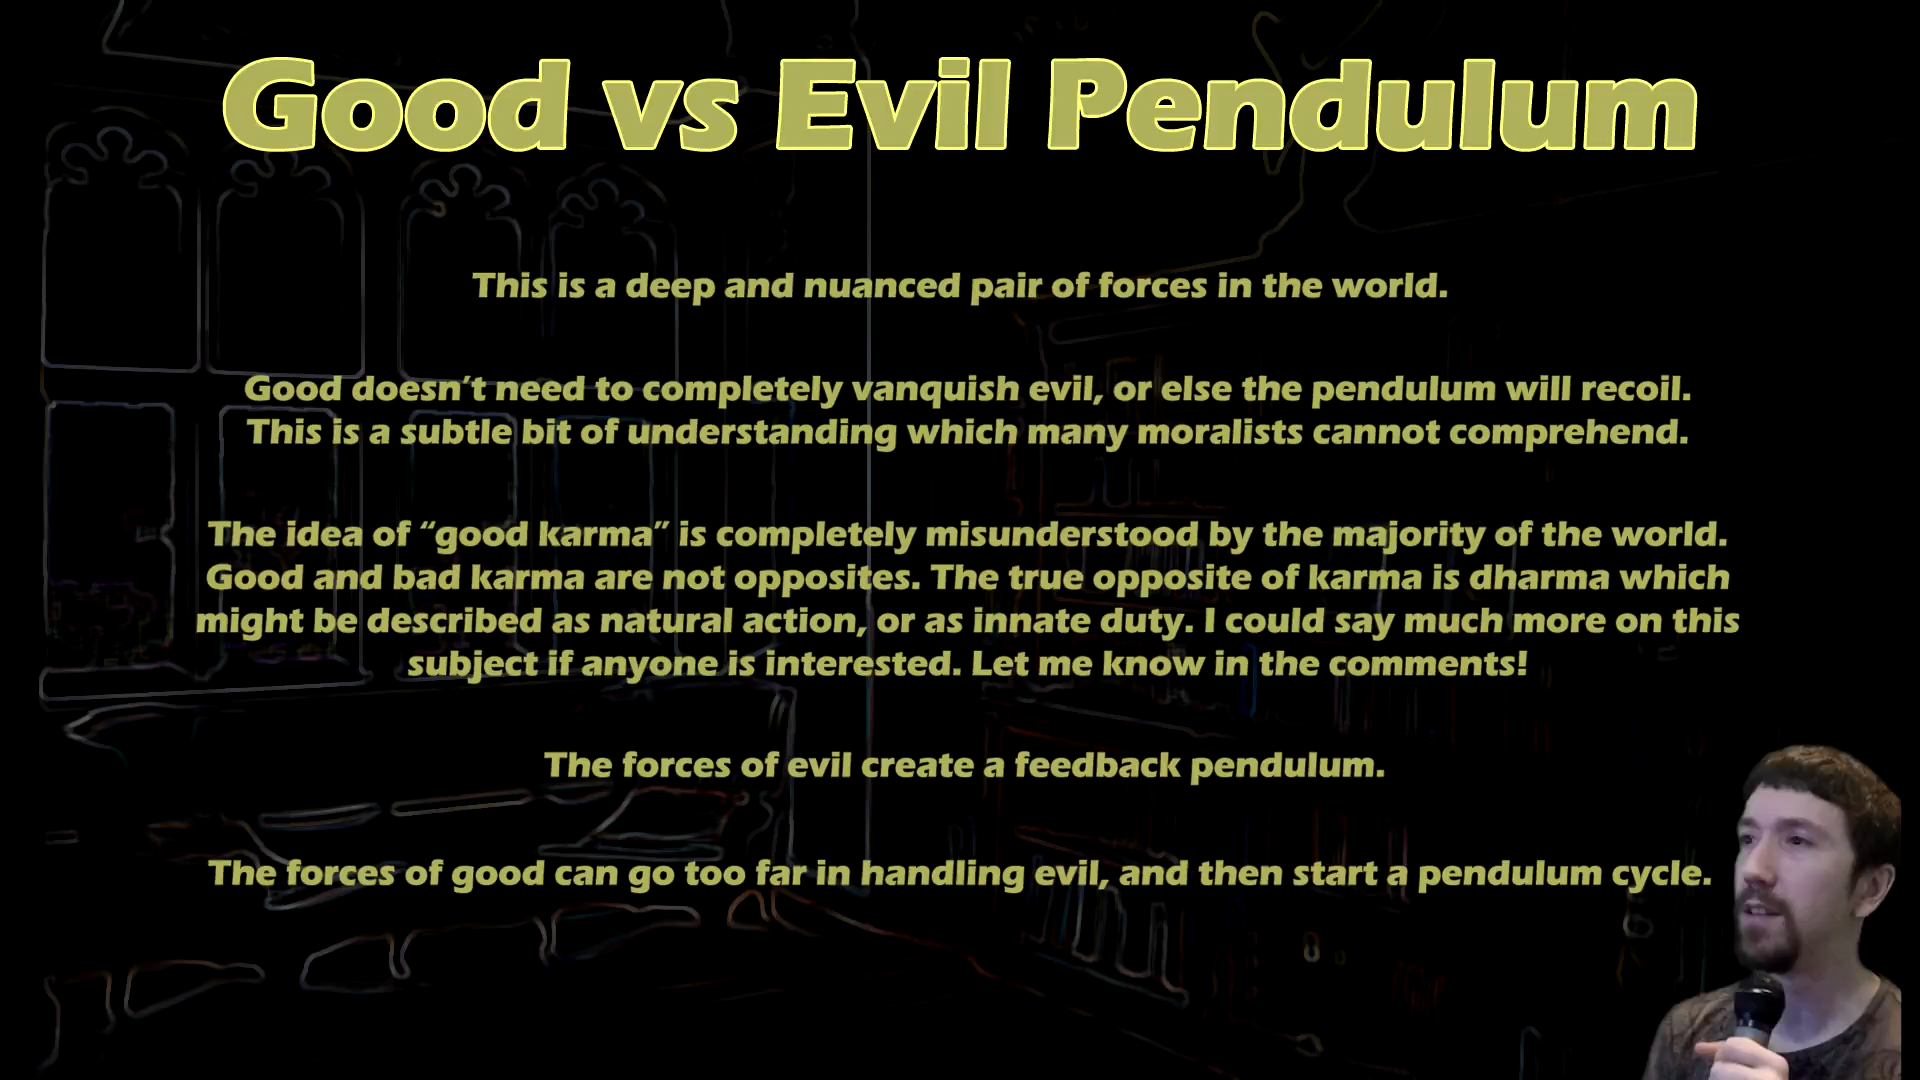 Good vs Evil Pendulum
This is a deep and nuanced pair of forces in the world.
Good doesn’t need to completely vanquish evil, or else the pendulum will recoil.
This is a subtle bit of understanding which many moralists cannot comprehend.
The idea of “good karma” is completely misunderstood by the majority of the world.
Good and bad karma are not opposites. The true opposite of karma is dharma which
might be described as natural action, or as innate duty. I could say much more on this
subject if anyone is interested. Let me know in the comments!
The forces of evil create a feedback pendulum.
The forces of good can go too far in handling evil, and then start a pendulum cycle.